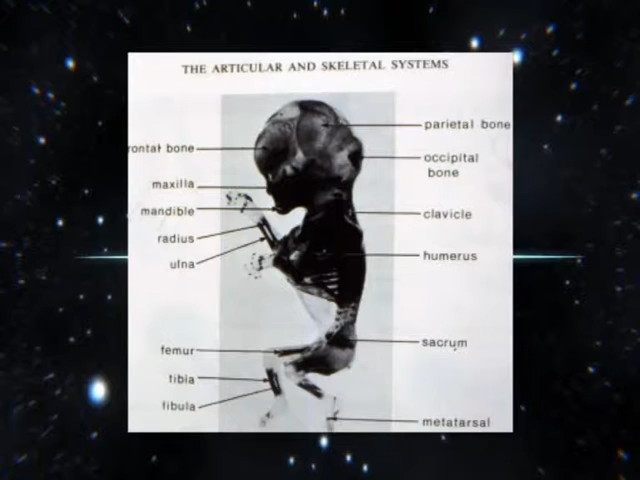 THE ARTICULAR AND SKELETAL SYSTEMS
parietal bone
rontal bone
occipital
bone
maxilla
mandible
clavicle
radius
ulna
humerus
femur
sacrum
tibia
fibula
metatarsal